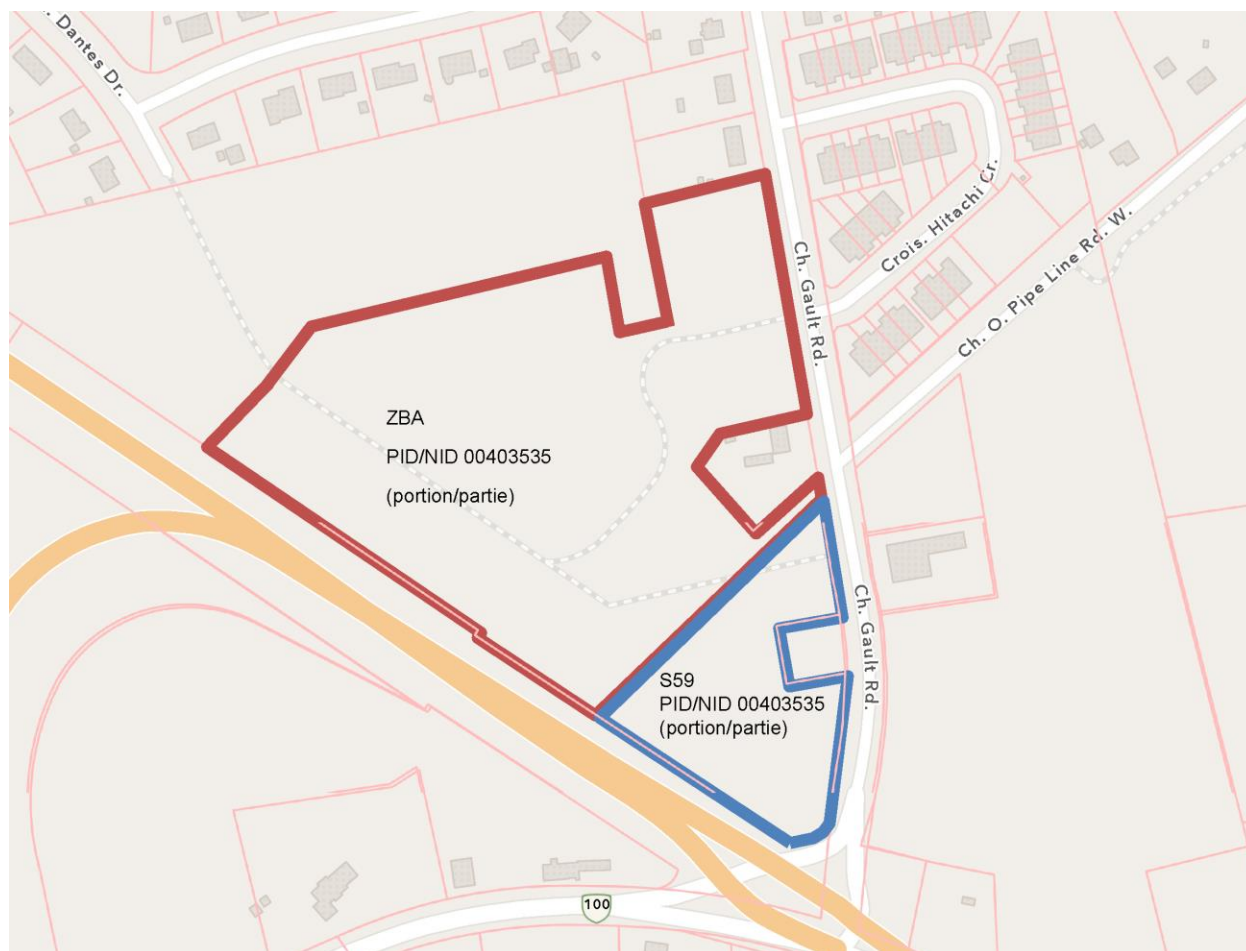 . Dantes Dr.
Ch. Gault Rd.
Crois. Hitachi Cr.
Ch. O. Pipe Line Rd. W.
ZBA
PID/NID 00403535
(portion/partie)
Ch. Gault Rd.
S59
PID/NID 00403535
(portion/partie)
100